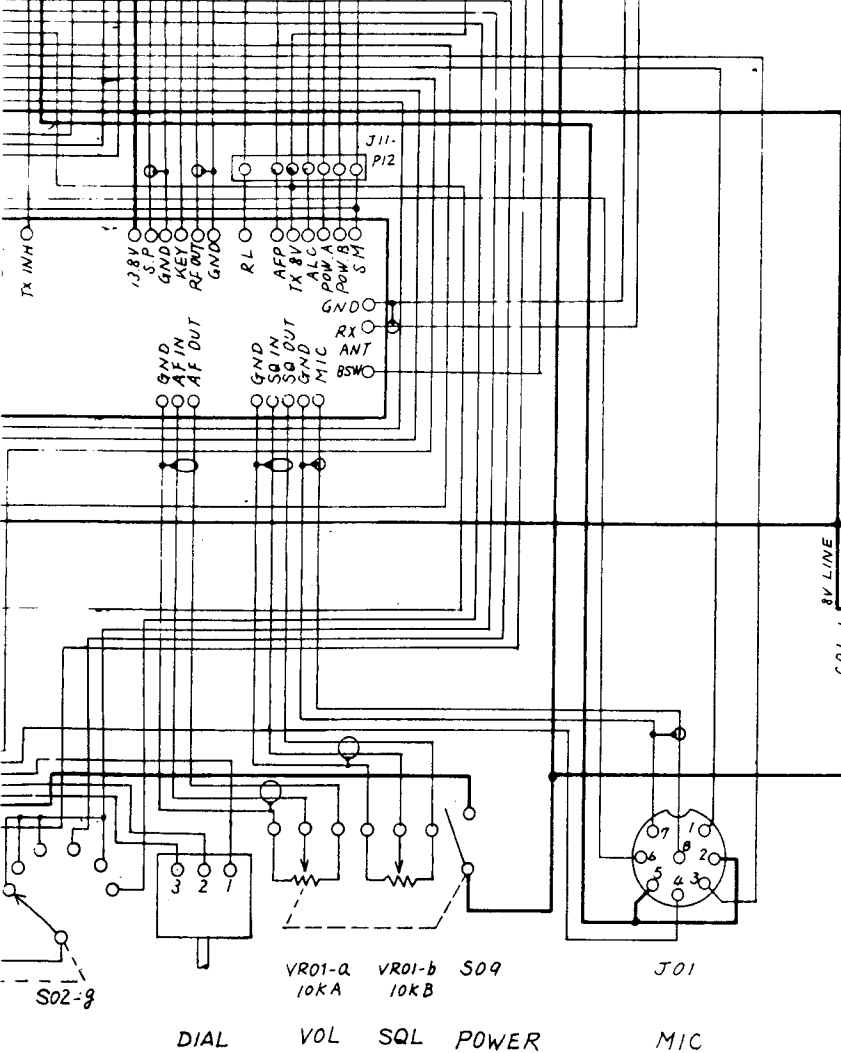 J11-
P12
TX INH
13.8V
S.P
GND
KEY
RF OUT
GND
RL
AFP
TX 8V
ALC
POW.A
POW.B
SM
GND
RX
ANT
BSW
GND
AF IN
AF OUT
GND
SQ IN
SQ OUT
GND
MIC
8V LINE
7
1
6
8
2
5
4
3
3 2 1
S02-g
VR01-a
10KA
VR01-b
10KB
S09
J01
DIAL
VOL
SQL
POWER
MIC